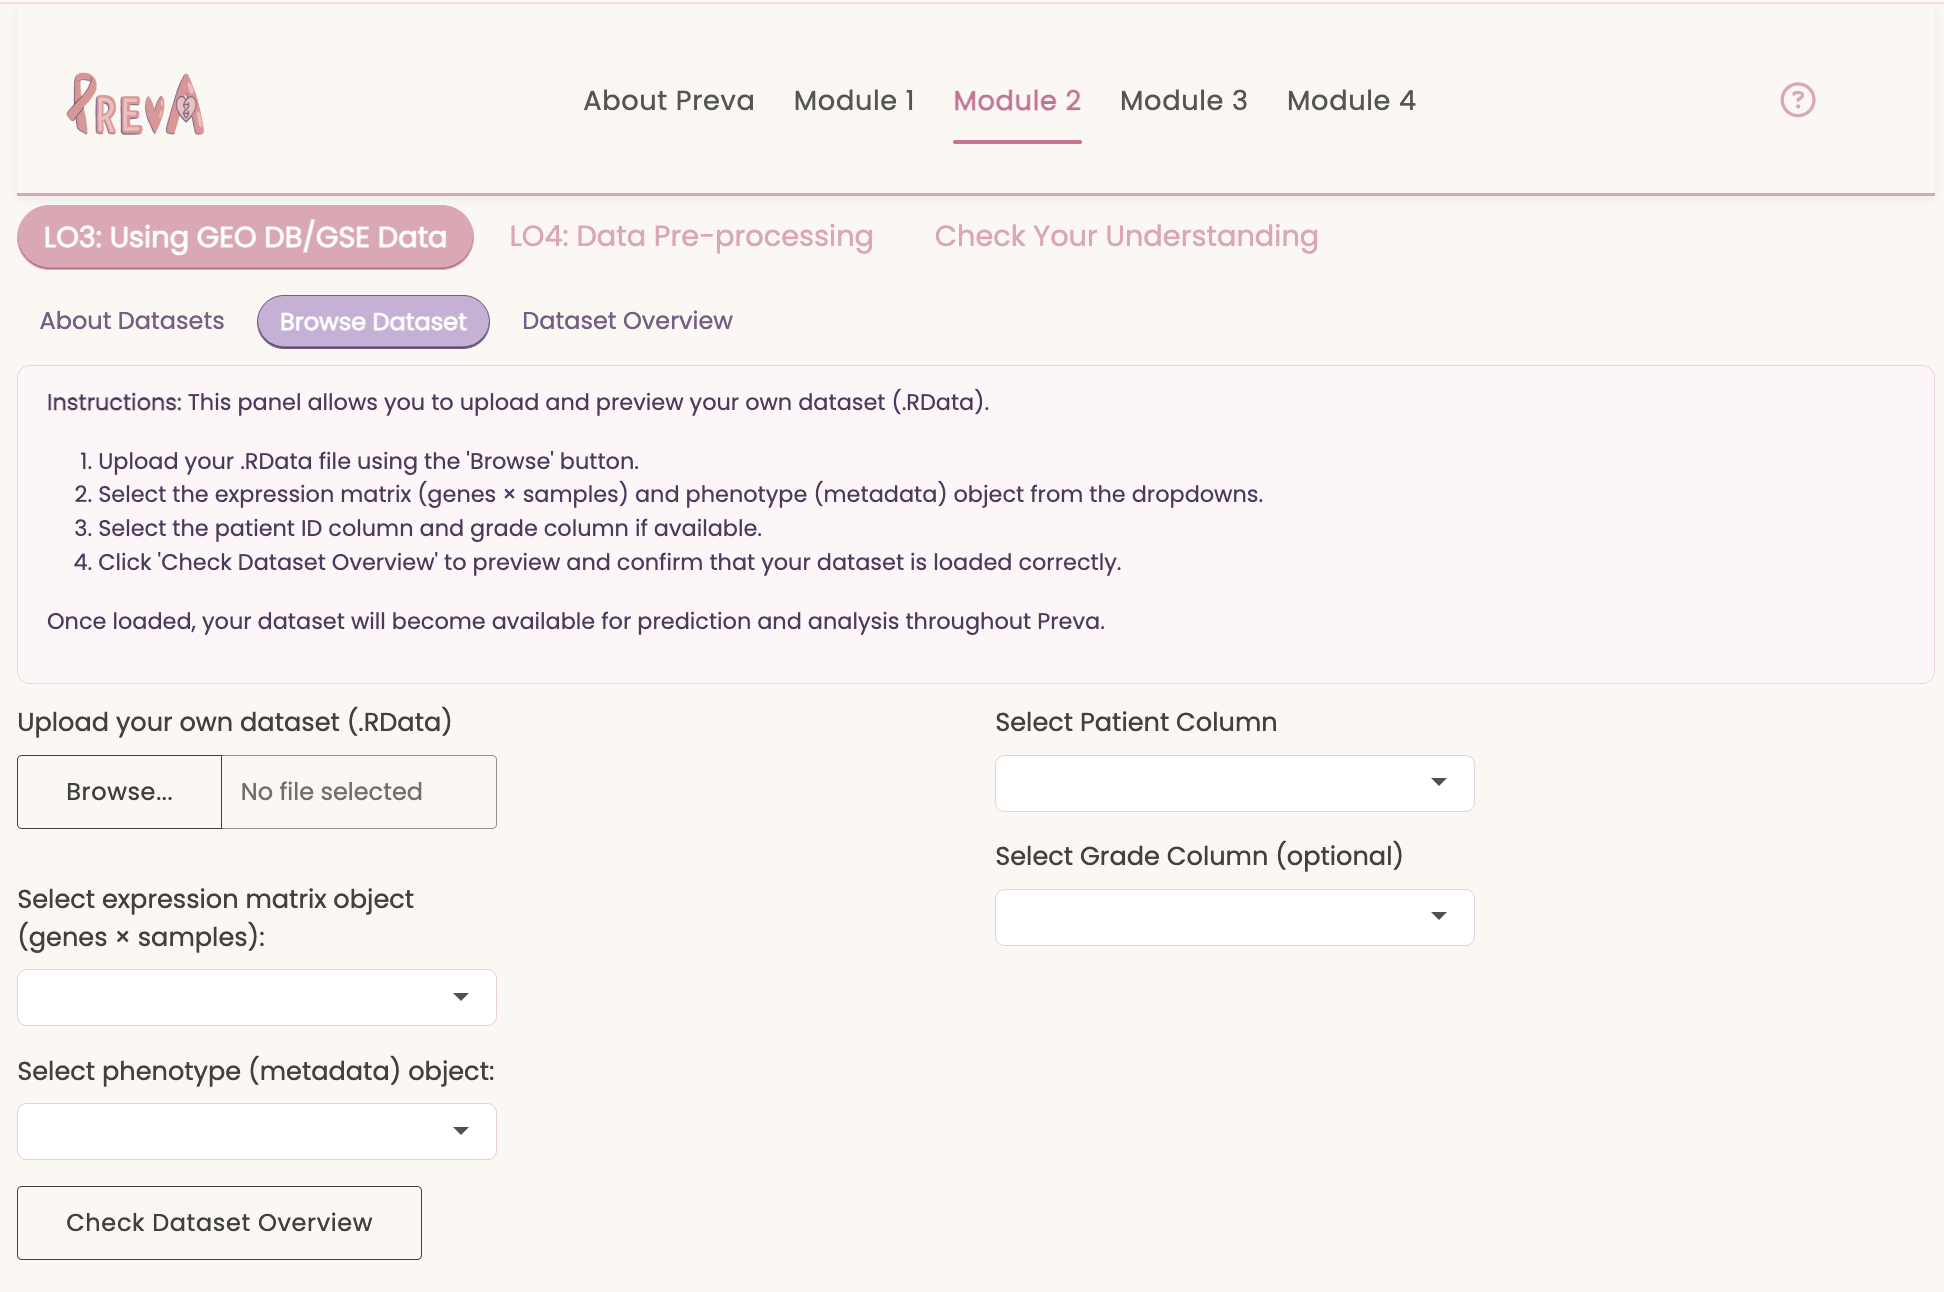 PREVA
About Preva Module 1 Module 2 Module 3 Module 4 ?
LO3: Using GEO DB/GSE Data LO4: Data Pre-processing Check Your Understanding
About Datasets Browse Dataset Dataset Overview
Instructions: This panel allows you to upload and preview your own dataset (.RData).
1. Upload your .RData file using the 'Browse' button.
2. Select the expression matrix (genes × samples) and phenotype (metadata) object from the dropdowns.
3. Select the patient ID column and grade column if available.
4. Click 'Check Dataset Overview' to preview and confirm that your dataset is loaded correctly.
Once loaded, your dataset will become available for prediction and analysis throughout Preva.
Upload your own dataset (.RData)
Browse... No file selected
Select expression matrix object
(genes × samples):
Select phenotype (metadata) object:
Check Dataset Overview
Select Patient Column
Select Grade Column (optional)